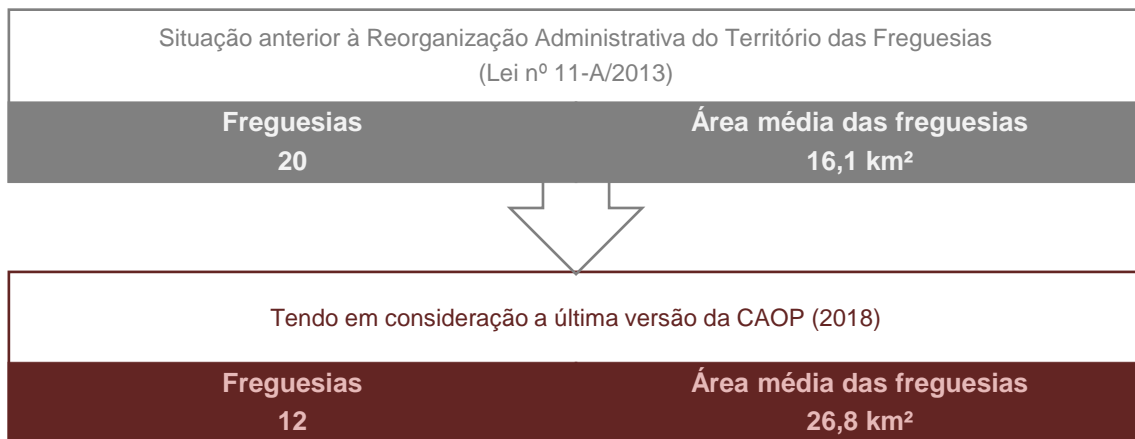 Situação anterior à Reorganização Administrativa do Território das Freguesias
(Lei nº 11-A/2013)
Freguesias
20
Área média das freguesias
16,1 km²
Tendo em consideração a última versão da CAOP (2018)
Freguesias
12
Área média das freguesias
26,8 km²